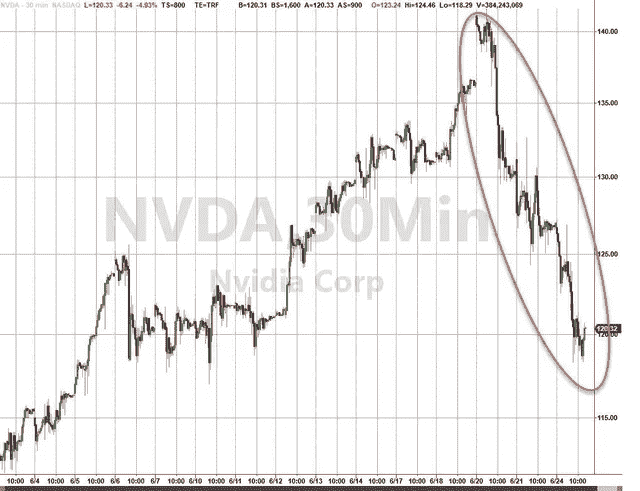 NVDA - 30 min NASDAQ L=120.33 -6.24 -4.93% TS=800 TE=TRF B=120.31 BS=1,600 A=120.33 AS=900 O=123.24 Hi=124.46 Lo=118.29 V=384,243,069
140.00
135.00
130.00
NVDA,30Min
125.00
Nvidia Corp
120.32
120.00
115.00
10:00 6/4 10:00 6/5 10:00 6/6 10:00 6/7 10:00 6/10 10:00 6/11 10:00 6/12 10:00 6/13 10:00 6/14 10:00 6/17 10:00 6/18 10:00 6/20 10:00 6/21 10:00 6/24 10:00